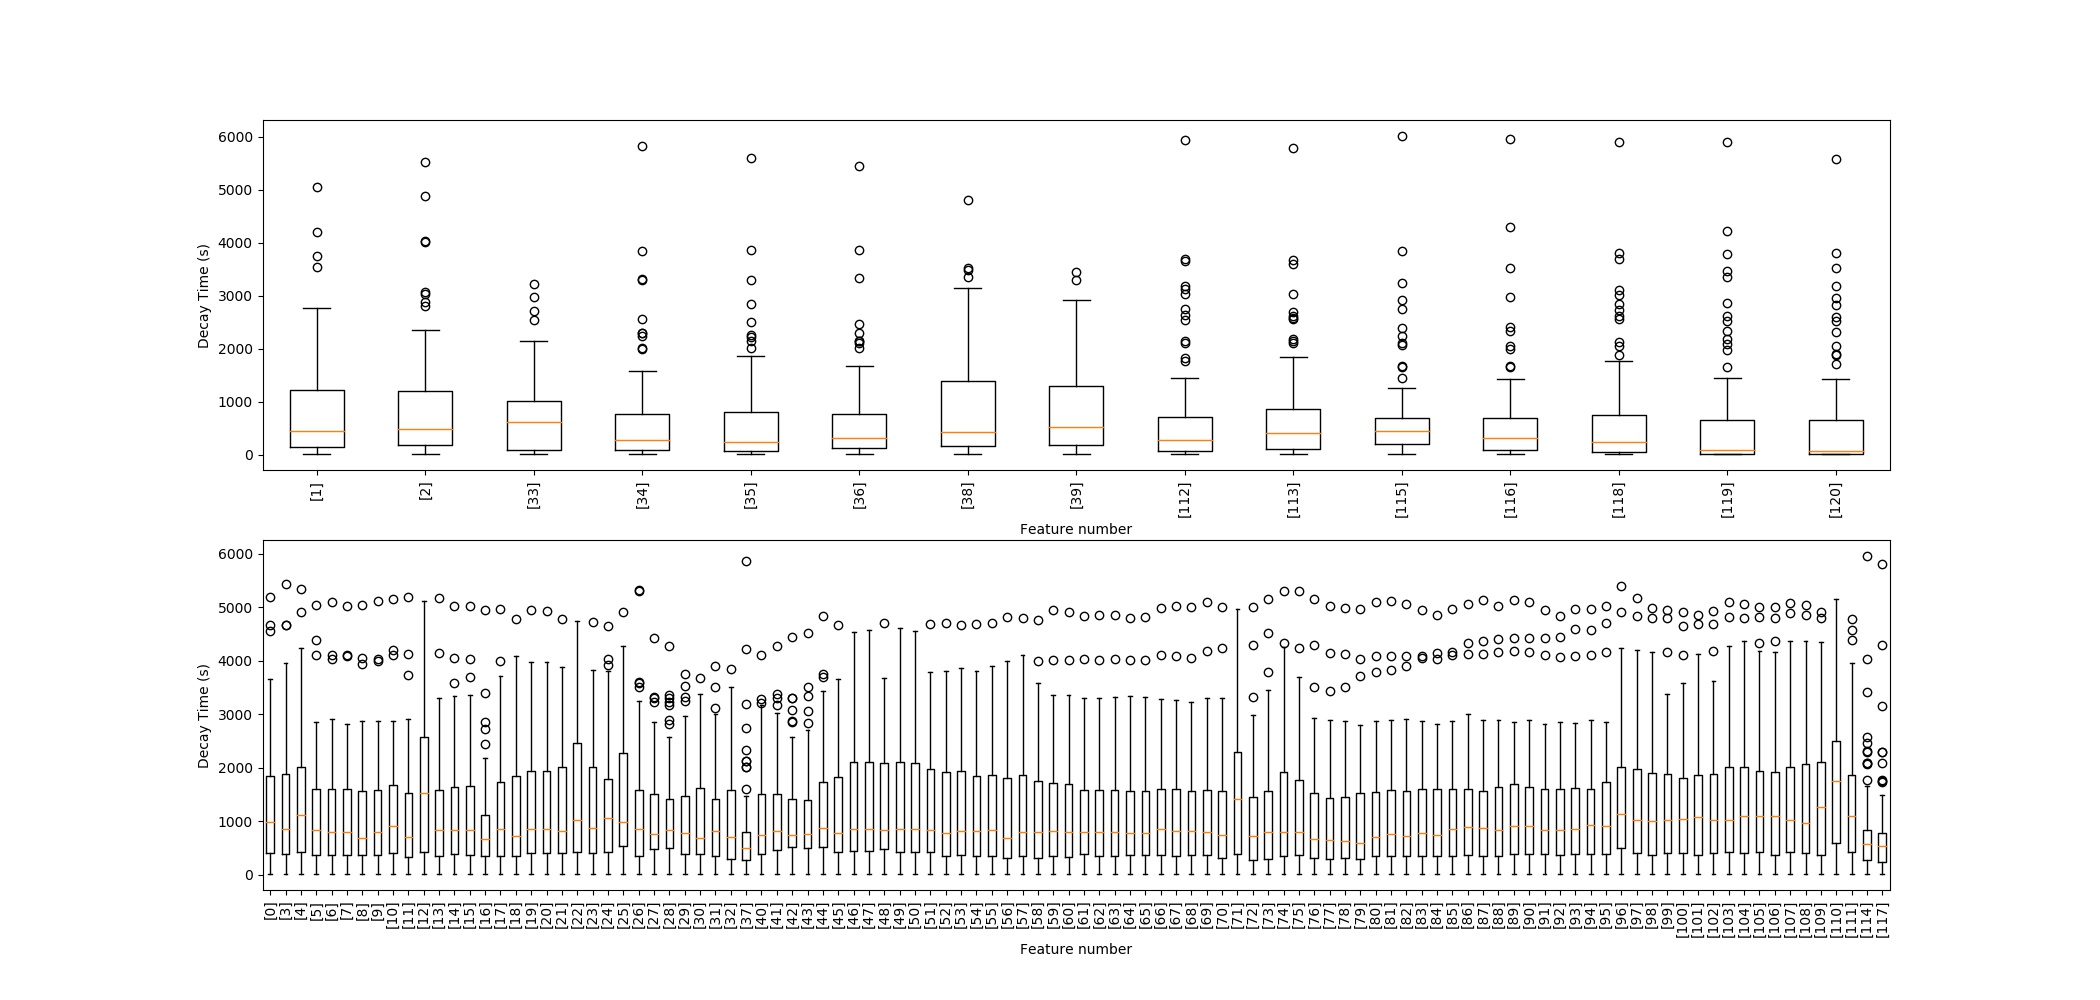 6000
5000
4000
3000
2000
1000
0
Decay Time (s)
[1] [2] [33] [34] [35] [36] [38] [39] [112] [113] [115] [116] [118] [119] [120]
Feature number
6000
5000
4000
3000
2000
1000
0
Decay Time (s)
[0] [3] [4] [5] [6] [7] [8] [9] [10] [11] [12] [13] [14] [15] [16] [17] [18] [19] [20] [21] [22] [23] [24] [25] [26] [27] [28] [29] [30] [31] [32] [37] [40] [41] [42] [43] [44] [45] [46] [47] [48] [49] [50] [51] [52] [53] [54] [55] [56] [57] [58] [59] [60] [61] [62] [63] [64] [65] [66] [67] [68] [69] [70] [71] [72] [73] [74] [75] [76] [77] [78] [79] [80] [81] [82] [83] [84] [85] [86] [87] [88] [89] [90] [91] [92] [93] [94] [95] [96] [97] [98] [99] [100] [101] [102] [103] [104] [105] [106] [107] [108] [109] [110] [111] [114] [117]
Feature number